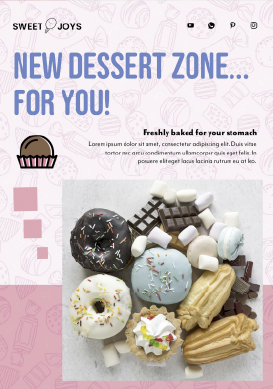 SWEET JOYS
NEW DESSERT ZONE...
FOR YOU!
Freshly baked for your stomach
Lorem ipsum dolor sit amet, consectetur adipiscing elit. Duis vitae
tortor nec arcu condimentum ullamcorper quis eget felis. In
posuere elit eget lacus lacinia rutrum eu at leo.